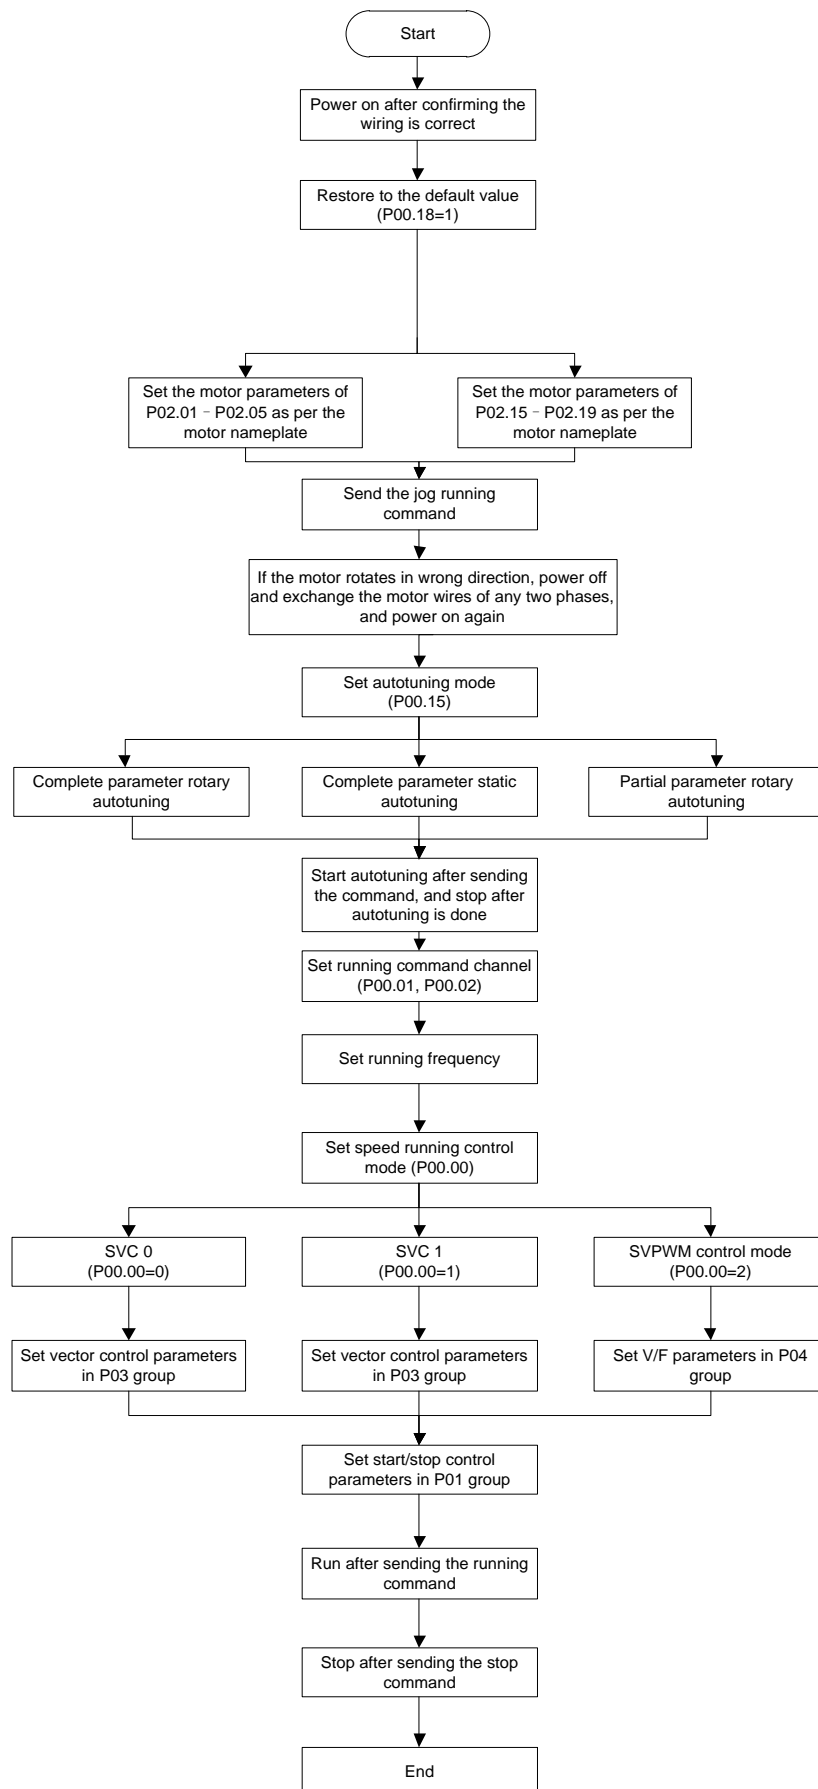 Start
Power on after confirming the
wiring is correct
Restore to the default value
(P00.18=1)
Set the motor parameters of
P02.01–P02.05 as per the
motor nameplate
Set the motor parameters of
P02.15–P02.19 as per the
motor nameplate
Send the jog running
command
If the motor rotates in wrong direction, power off
and exchange the motor wires of any two phases,
and power on again
Set autotuning mode
(P00.15)
Complete parameter rotary
autotuning
Complete parameter static
autotuning
Partial parameter rotary
autotuning
Start autotuning after sending
the command, and stop after
autotuning is done
Set running command channel
(P00.01, P00.02)
Set running frequency
Set speed running control
mode (P00.00)
SVC 0
(P00.00=0)
SVC 1
(P00.00=1)
SVPWM control mode
(P00.00=2)
Set vector control parameters
in P03 group
Set vector control parameters
in P03 group
Set V/F parameters in P04
group
Set start/stop control
parameters in P01 group
Run after sending the running
command
Stop after sending the stop
command
End